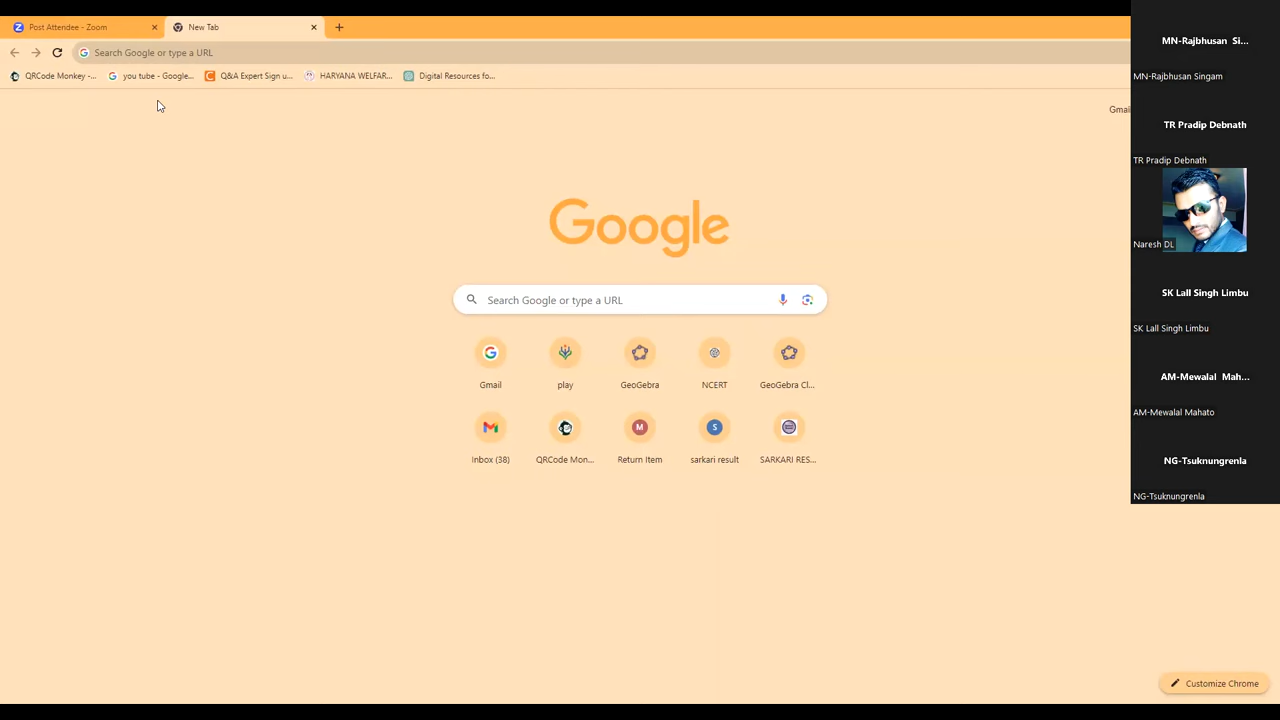 Post Attendee - Zoom
New Tab
Search Google or type a URL
QRCode Monkey -...
you tube - Google...
Q&A Expert Sign u...
HARYANA WELFAR...
Digital Resources fo...
Gmail
Google
Search Google or type a URL
Gmail
play
GeoGebra
NCERT
GeoGebra Cl...
M
S
Inbox (38)
QRCode Mon...
Return Item
sarkari result
SARKARI RES...
Customize Chrome
MN-Rajbhusan Si...
MN-Rajbhusan Singam
TR Pradip Debnath
TR Pradip Debnath
Naresh DL
SK Lall Singh Limbu
SK Lall Singh Limbu
AM-Mewalal Mah...
AM-Mewalal Mahato
NG-Tsuknungrenla
NG-Tsuknungrenla